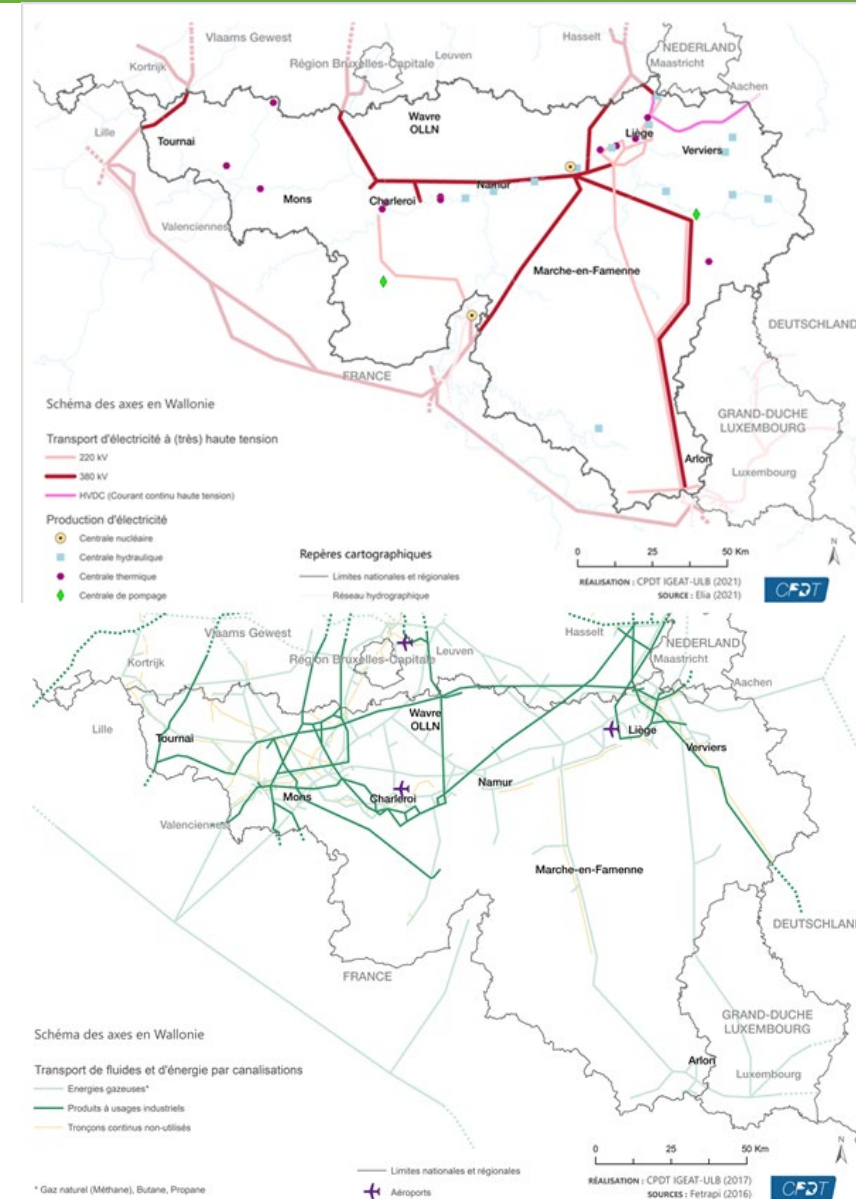 Vlaams Gewest
Hasselt
NEDERLAND
Kortrijk
Région Bruxelles-Capitale
Leuven
Maastricht
Aachen
Wavre
OLLN
Lille
Tournai
Liège
Verviers
Namur
Mons
Charleroi
Valenciennes
Marche-en-Famenne
DEUTSCHLAND
FRANCE
Schéma des axes en Wallonie
GRAND-DUCHE
LUXEMBOURG
Transport d'électricité à (très) haute tension
220 kV
Arlon
Luxembourg
380 kV
HVDC (Courant continu haute tension)
Production d'électricité
Centrale nucléaire
Centrale hydraulique
Centrale thermique
Centrale de pompage
Repères cartographiques
Limites nationales et régionales
Réseau hydrographique
0 25 50 Km
N
RÉALISATION : CPDT IGEAT-ULB (2021)
SOURCE : Elia (2021)
CPDT
Vlaams Gewest
Hasselt
NEDERLAND
Kortrijk
Région Bruxelles-Capitale
Leuven
Maastricht
Aachen
Wavre
OLLN
Lille
Tournai
Liège
Verviers
Namur
Mons
Charleroi
Valenciennes
Marche-en-Famenne
DEUTSCHLAND
FRANCE
GRAND-DUCHE
LUXEMBOURG
Schéma des axes en Wallonie
Arlon
Luxembourg
Transport de fluides et d'énergie par canalisations
Energies gazeuses*
Produits à usages industriels
Tronçons continus non-utilisés
* Gaz naturel (Méthane), Butane, Propane
Limites nationales et régionales
Aéroports
0 25 50 Km
N
RÉALISATION : CPDT IGEAT-ULB (2017)
SOURCES : Fetrapi (2016)
CPDT